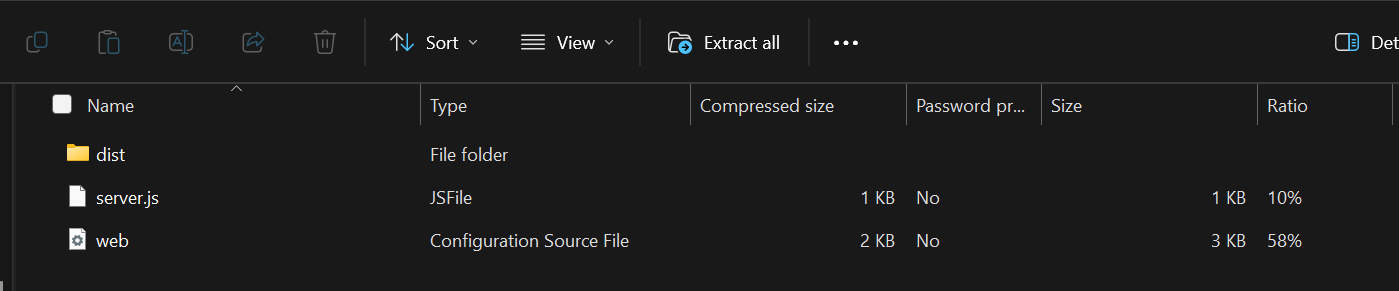 Sort View Extract all Det
Name Type Compressed size Password pr... Size Ratio
dist File folder
server.js JSFile 1 KB No 1 KB 10%
web Configuration Source File 2 KB No 3 KB 58%